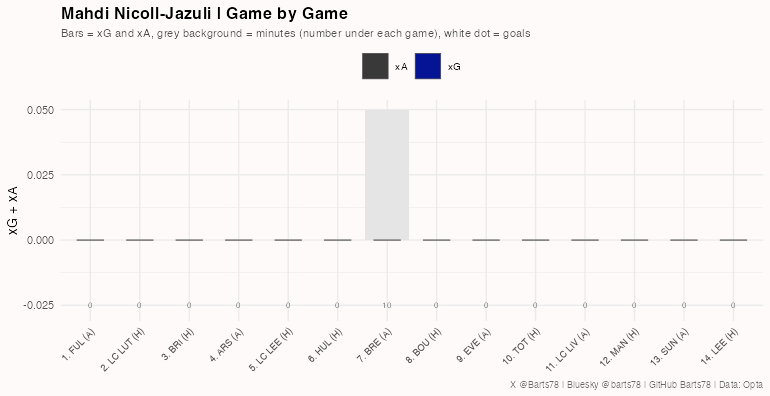 Mahdi Nicoll-Jazuli | Game by Game
Bars = xG and xA, grey background = minutes (number under each game), white dot = goals
xA xG
xG + xA
0.050
0.025
0.000
-0.025
0 0 0 0 0 0 10 0 0 0 0 0 0 0
1. FUL (A)
2. LC LUT (H)
3. BRI (H)
4. ARS (A)
5. LC LEE (H)
6. HUL (H)
7. BRE (A)
8. BOU (H)
9. EVE (A)
10. TOT (H)
11. LC LIV (A)
12. MAN (H)
13. SUN (A)
14. LEE (H)
X @Barts78 | Bluesky @barts78 | GitHub Barts78 | Data: Opta